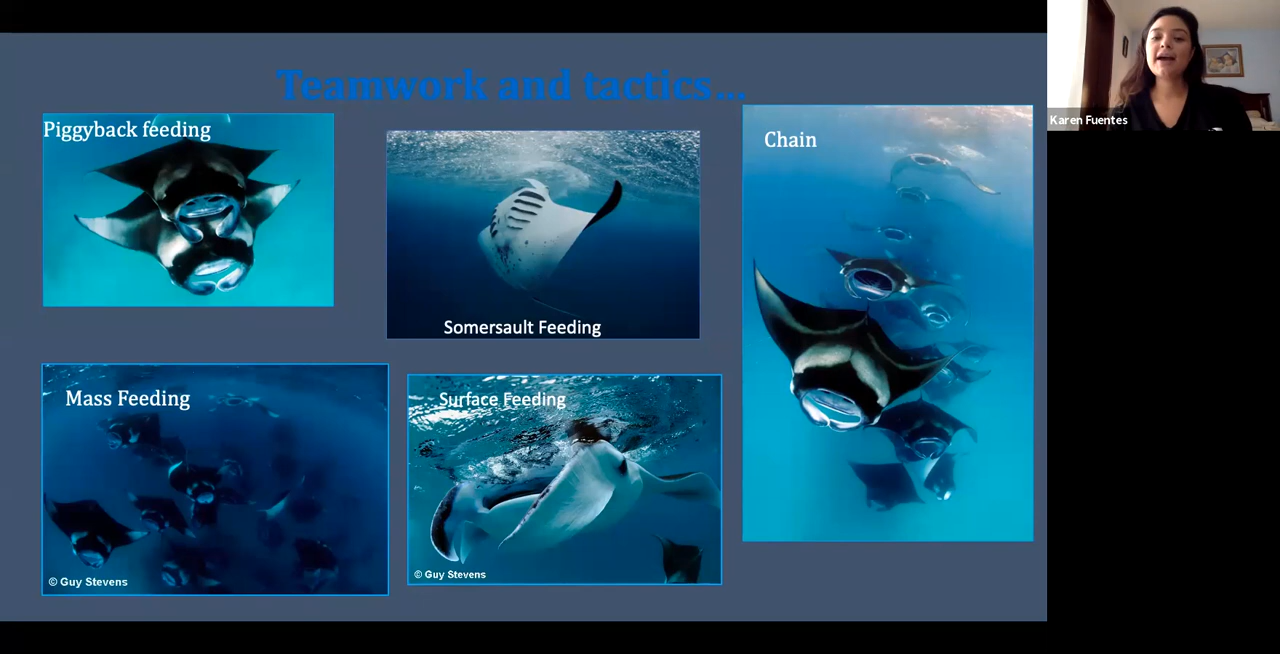 Teamwork and tactics...
Piggyback feeding
Somersault Feeding
Chain
Mass Feeding
© Guy Stevens
Surface Feeding
© Guy Stevens
Karen Fuentes